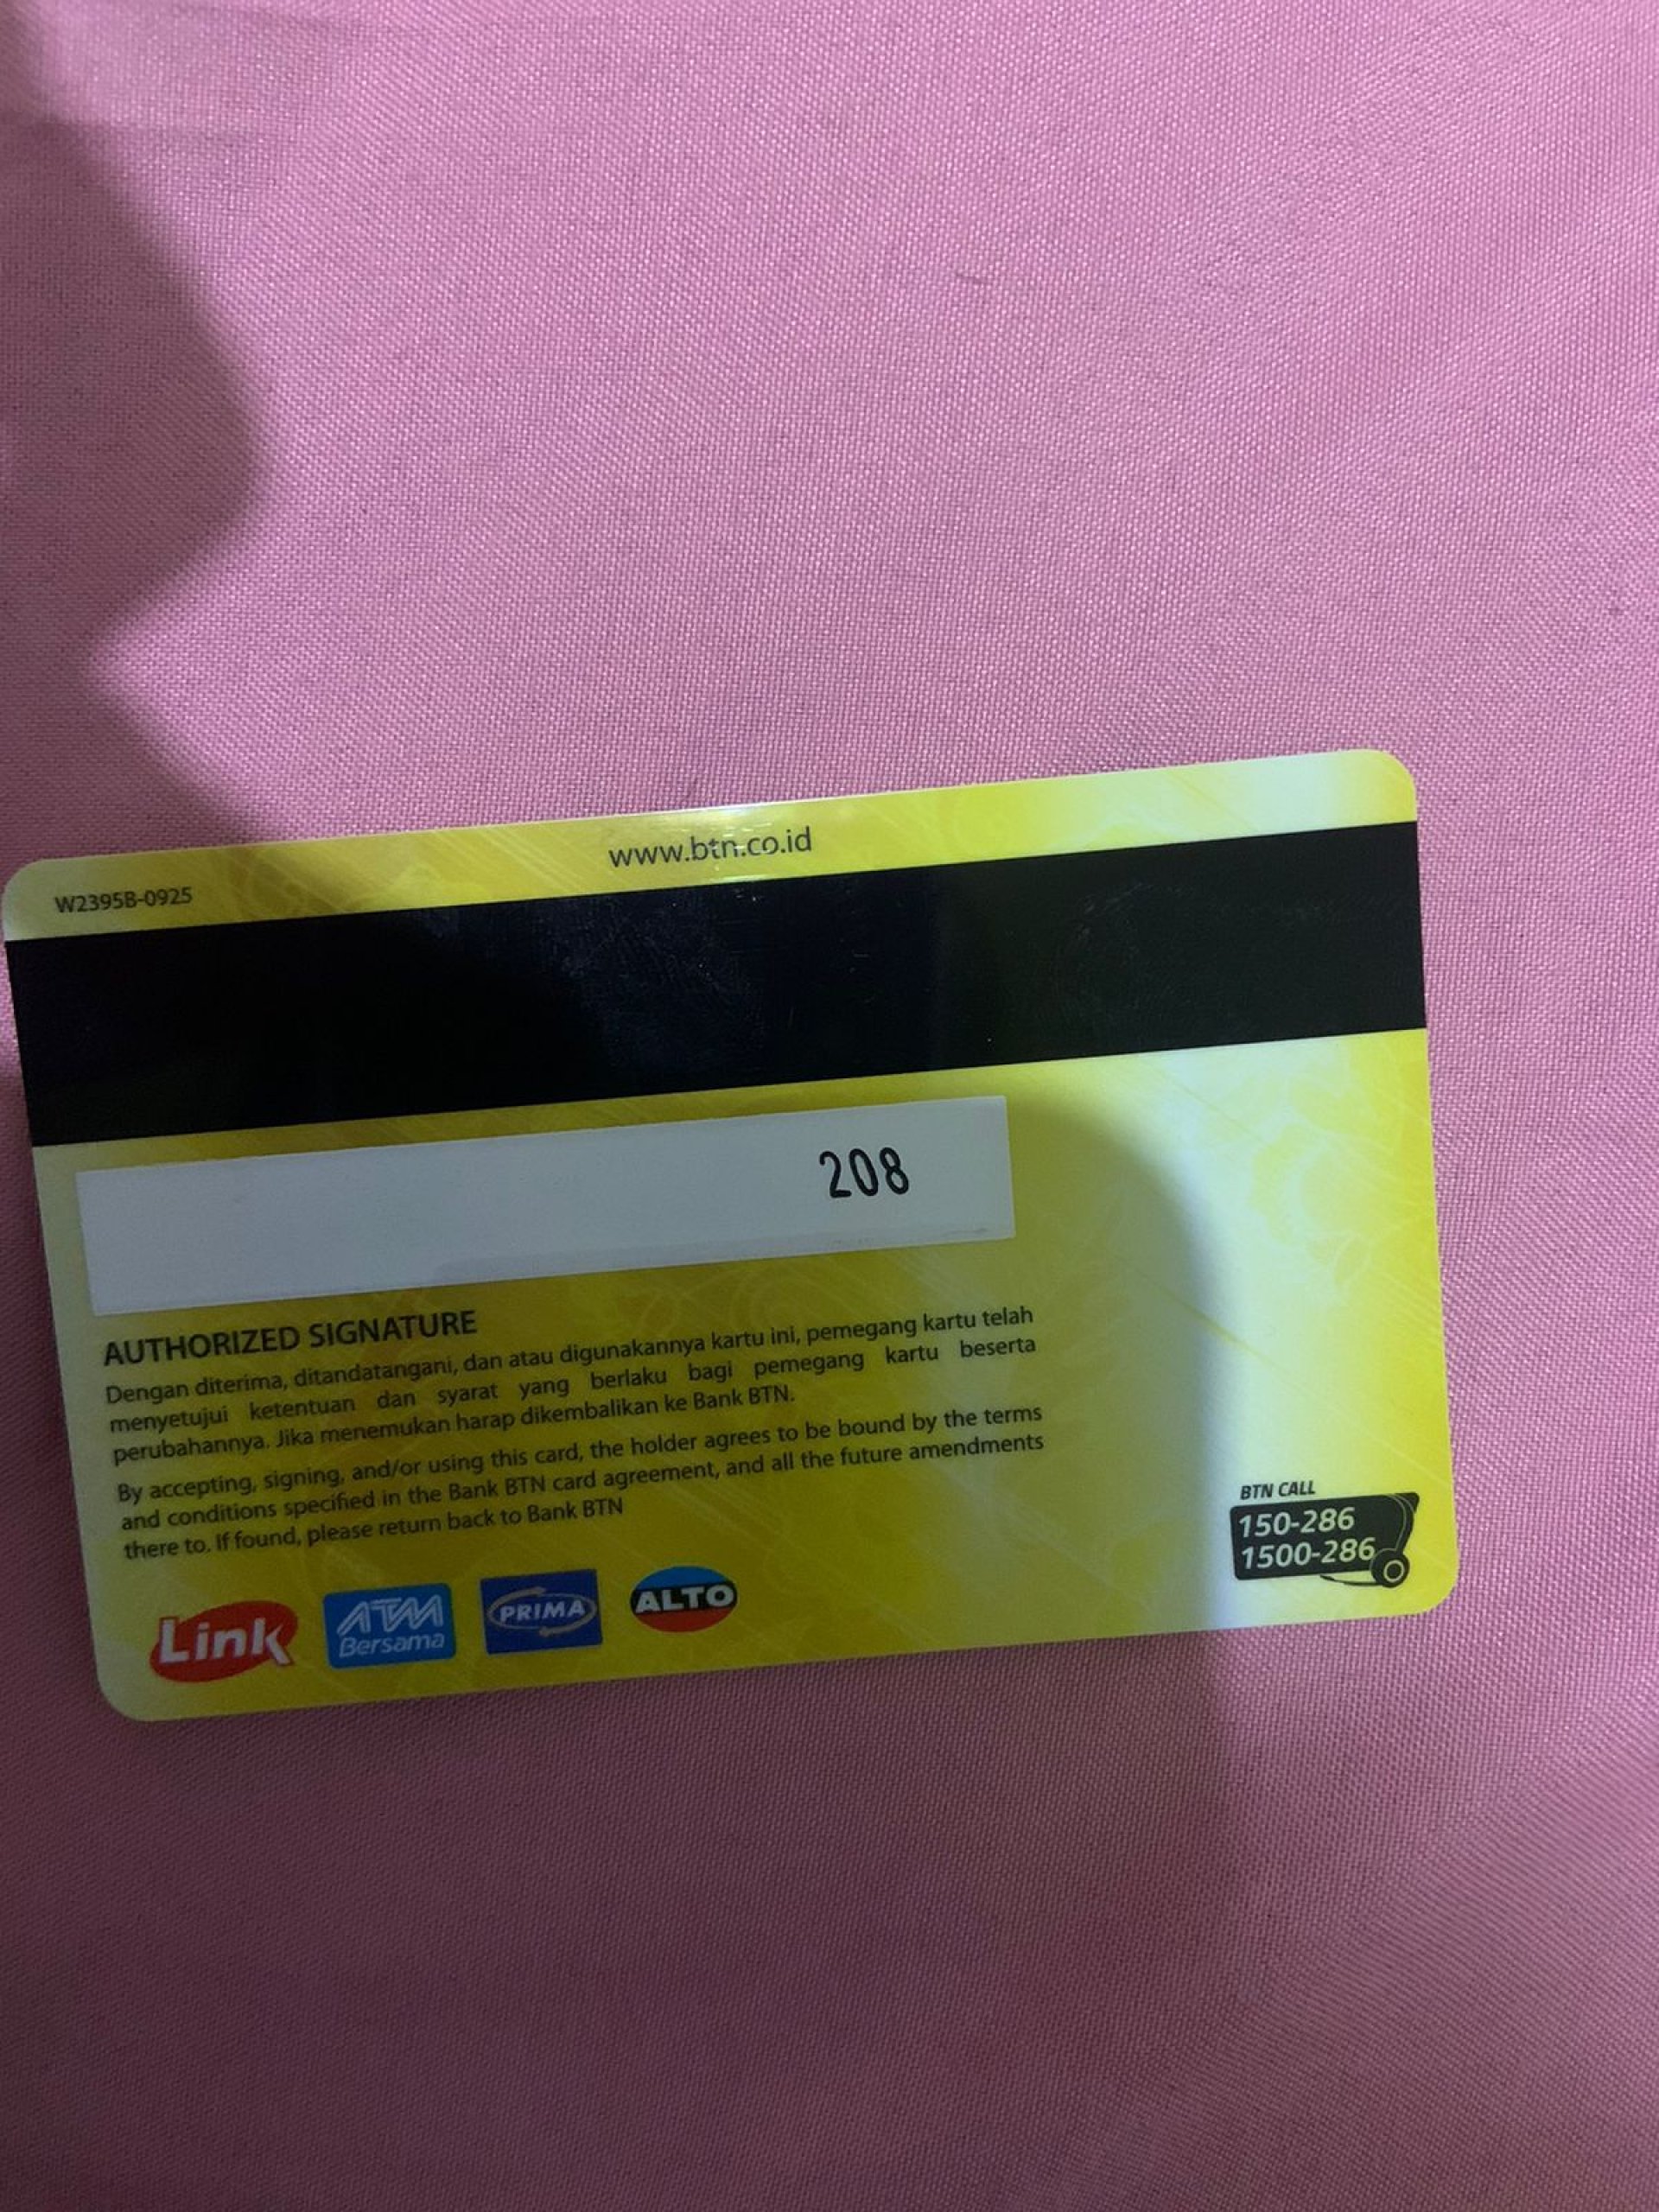 www.btn.co.id
W2395B-0925
208
AUTHORIZED SIGNATURE
Dengan diterima, ditandatangani, dan atau digunakannya kartu ini, pemegang kartu telah
menyetujui ketentuan dan syarat yang berlaku bagi pemegang kartu beserta
perubahannya. Jika menemukan harap dikembalikan ke Bank BTN.
By accepting, signing, and/or using this card, the holder agrees to be bound by the terms
and conditions specified in the Bank BTN card agreement, and all the future amendments
there to. If found, please return back to Bank BTN
BTN CALL
150-286
1500-286
Link
ATM
Bersama
PRIMA
ALTO